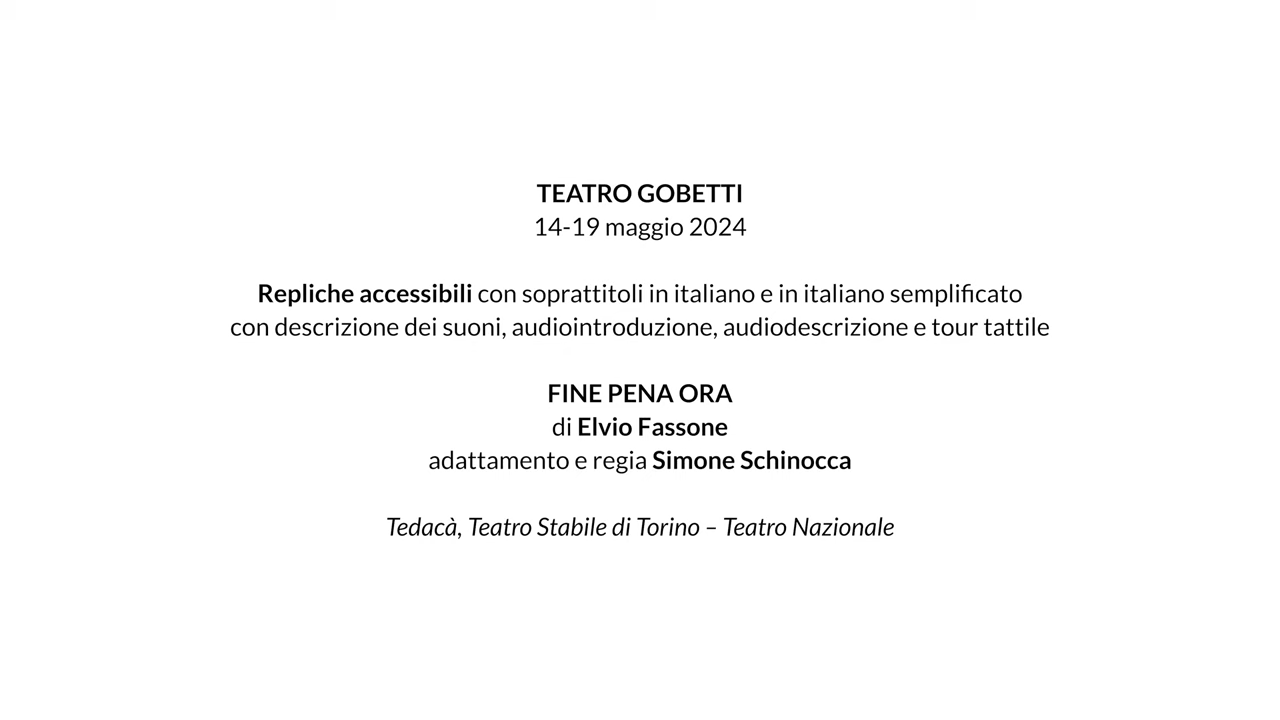 TEATRO GOBETTI
14-19 maggio 2024
Repliche accessibili con soprattitoli in italiano e in italiano semplificato
con descrizione dei suoni, audiointroduzione, audiodescrizione e tour tattile
FINE PENA ORA
di Elvio Fassone
adattamento e regia Simone Schinocca
Tedacà, Teatro Stabile di Torino – Teatro Nazionale